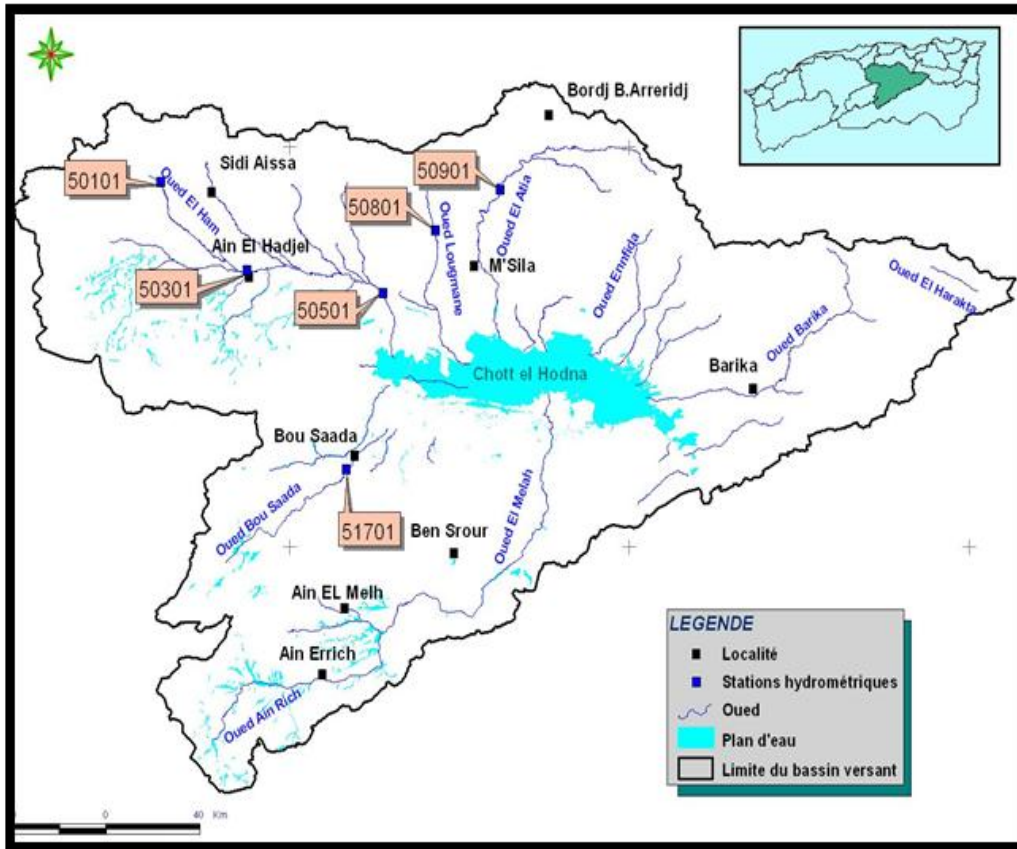 Bordj B.Arreridj
Sidi Aissa
50101
50901
50801
Oued El Ham
Oued El Atia
Ain El Hadjel
Oued Lougmane
M'Sila
Oued Ennfida
Oued El Harakta
50301
50501
Oued Barika
Chott el Hodna
Barika
Bou Saada
Oued Bou Saada
51701
Ben Srour
Oued El Melah
Ain EL Melh
Ain Errich
Oued Ain Rich
LEGENDE
Localité
Stations hydrométriques
Oued
Plan d'eau
Limite du bassin versant
0 40 Km